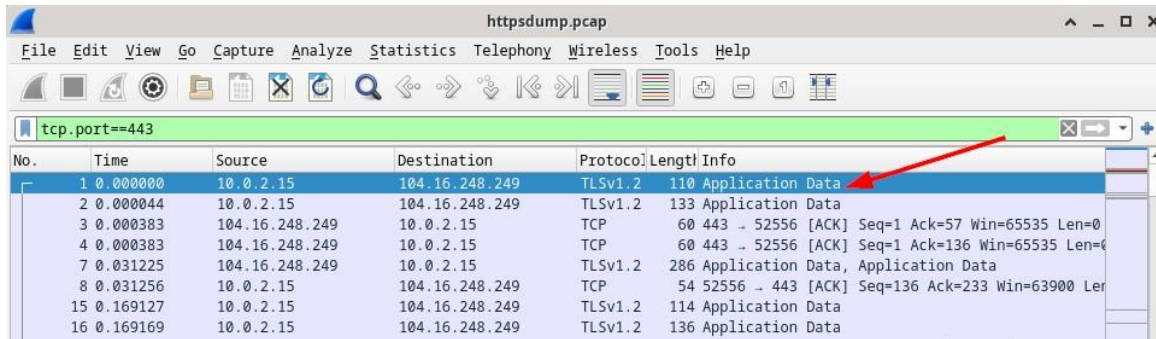 httpsdump.pcap
File Edit View Go Capture Analyze Statistics Telephony Wireless Tools Help
tcp.port==443
No. Time Source Destination Protocol Length Info
1 0.000000 10.0.2.15 104.16.248.249 TLSv1.2 110 Application Data
2 0.000044 10.0.2.15 104.16.248.249 TLSv1.2 133 Application Data
3 0.000383 104.16.248.249 10.0.2.15 TCP 60 443 → 52556 [ACK] Seq=1 Ack=57 Win=65535 Len=0
4 0.000383 104.16.248.249 10.0.2.15 TCP 60 443 → 52556 [ACK] Seq=1 Ack=136 Win=65535 Len=0
7 0.031225 104.16.248.249 10.0.2.15 TLSv1.2 286 Application Data, Application Data
8 0.031256 10.0.2.15 104.16.248.249 TCP 54 52556 → 443 [ACK] Seq=136 Ack=233 Win=63900 Len
15 0.169127 10.0.2.15 104.16.248.249 TLSv1.2 114 Application Data
16 0.169169 10.0.2.15 104.16.248.249 TLSv1.2 136 Application Data